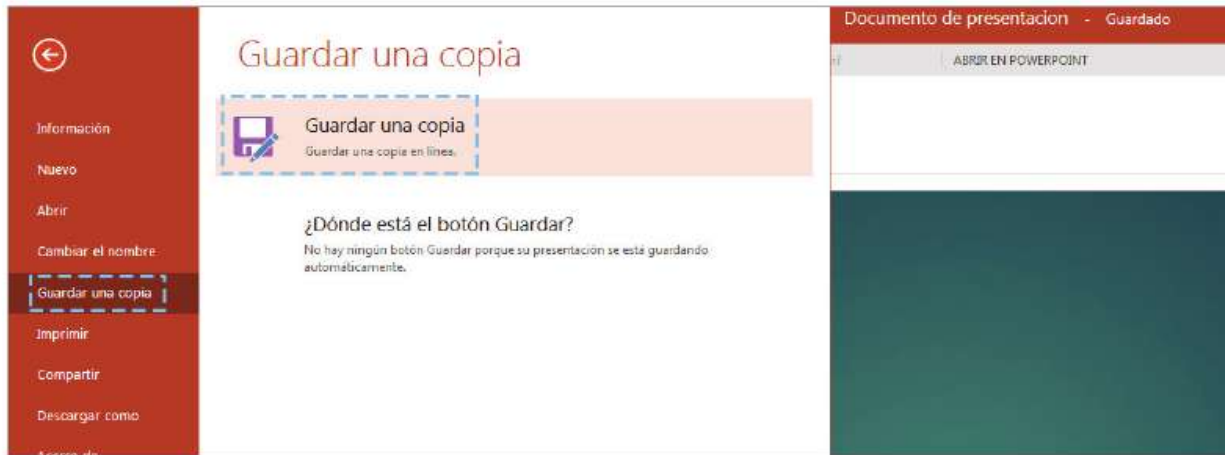 Documento de presentacion - Guardado
ABRIR EN POWERPOINT
Información
Nuevo
Abrir
Cambiar el nombre
Guardar una copia
Imprimir
Compartir
Descargar como
Guardar una copia
Guardar una copia
Guardar una copia en línea.
¿Dónde está el botón Guardar?
No hay ningún botón Guardar porque su presentación se está guardando
automáticamente.